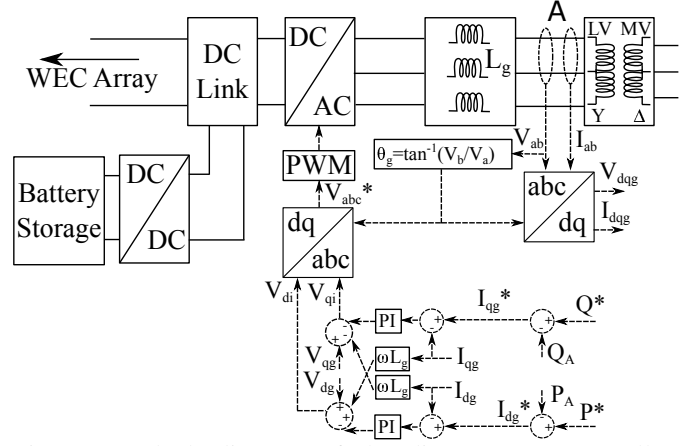 A
DC
Link
DC
AC
L_g
LV MV
Y Δ
WEC Array
V_ab
I_ab
θ_g=tan⁻¹(V_b/V_a)
PWM
V_abc*
Battery
Storage
DC
DC
abc
dq
V_dqg
I_dqg
dq
abc
V_di
V_qi
PI
I_qg*
- +
- +
Q*
+ -
V_qg
ωL_g
I_qg
Q_A
V_dg
ωL_g
I_dg
P_A
+
- +
PI
- +
I_dg*
- +
P*